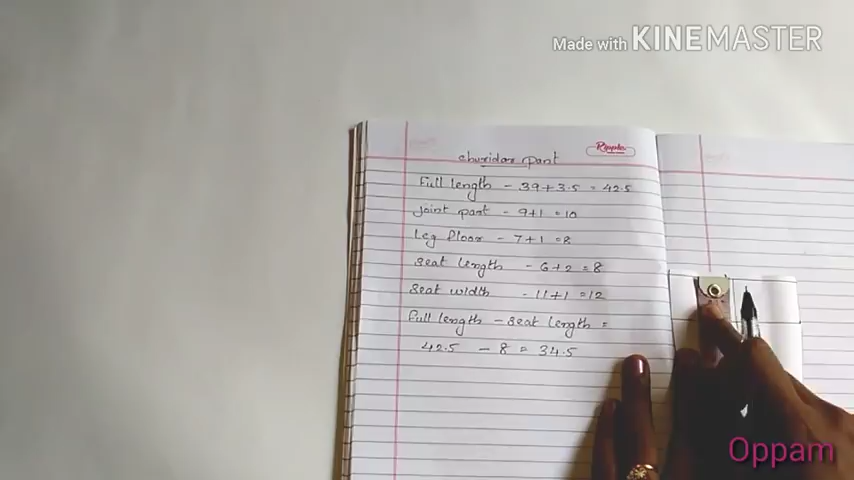 Made with KINEMASTER
Ripple
churidar pant
Full length - 39+3.5 = 42.5
joint part - 9+1 = 10
Leg floor - 7+1 = 8
seat length - 6+2 = 8
seat width - 11+1 = 12
full length - seat length =
42.5 - 8 = 34.5
Oppam